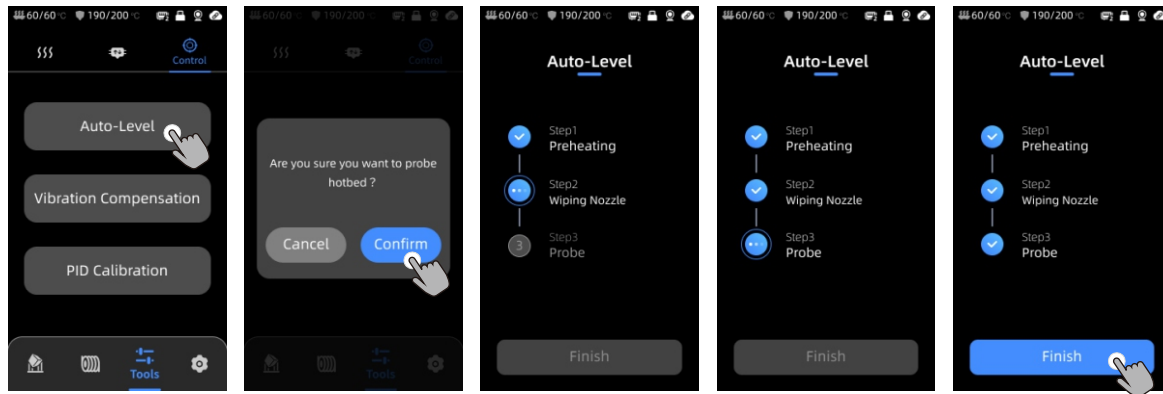 60/60°C 190/200°C
Control
Auto-Level
Vibration Compensation
PID Calibration
Tools
60/60°C 190/200°C
Control
Are you sure you want to probe
hotbed ?
Cancel Confirm
Tools
60/60°C 190/200°C
Auto-Level
Step1
Preheating
Step2
Wiping Nozzle
3
Step3
Probe
Finish
60/60°C 190/200°C
Auto-Level
Step1
Preheating
Step2
Wiping Nozzle
Step3
Probe
Finish
60/60°C 190/200°C
Auto-Level
Step1
Preheating
Step2
Wiping Nozzle
Step3
Probe
Finish